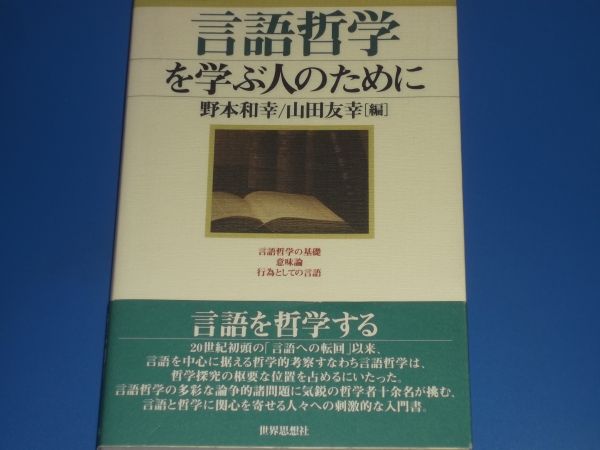 言語哲学
を学ぶ人のために
野本和幸/山田友幸[編]
言語哲学の基礎
意味論
行為としての言語
言語を哲学する
20世紀初頭の「言語への転回」以来、
言語を中心に据える哲学的考察すなわち言語哲学は、
哲学探究の枢要な位置を占めるにいたった。
言語哲学の多彩な論争的諸問題に気鋭の哲学者十余名が挑む、
言語と哲学に関心を寄せる人々への刺激的な入門書。
世界思想社